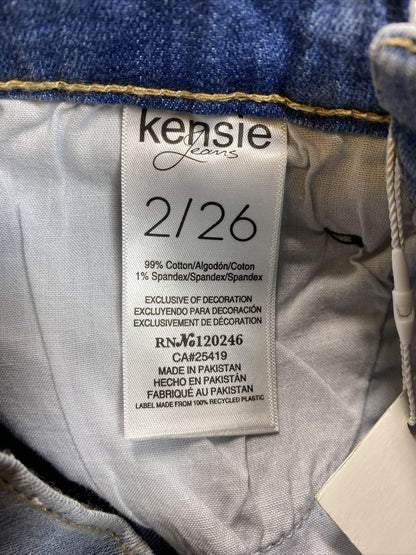 kensie
Jeans
2/26
99% Cotton/Algodón/Coton
1% Spandex/Spandex/Spandex
EXCLUSIVE OF DECORATION
EXCLUYENDO PARA DECORACIÓN
EXCLUSIVEMENT DE DÉCORATION
RN№120246
CA#25419
MADE IN PAKISTAN
HECHO EN PAKISTÁN
FABRIQUÉ AU PAKISTAN
LABEL MADE FROM 100% RECYCLED PLASTIC